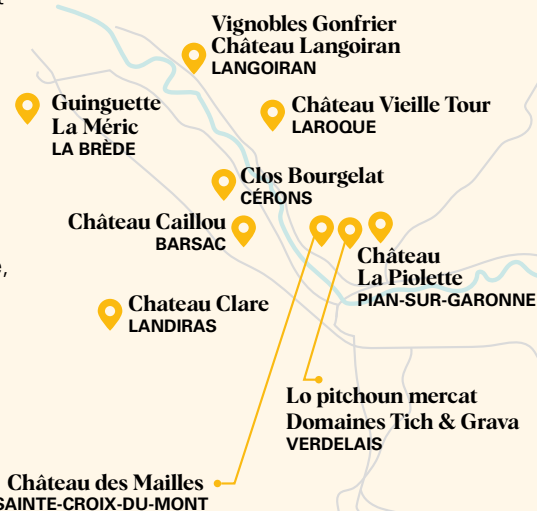 Vignobles Gonfrier
Château Langoiran
LANGOIRAN
Guinguette
La Méric
LA BRÈDE
Château Vieille Tour
LAROQUE
Clos Bourgelat
CÉRONS
Château Caillou
BARSAC
Château
La Piolette
PIAN-SUR-GARONNE
Chateau Clare
LANDIRAS
Lo pitchoun mercat
Domaines Tich & Grava
VERDELAIS
Château des Mailles
SAINTE-CROIX-DU-MONT